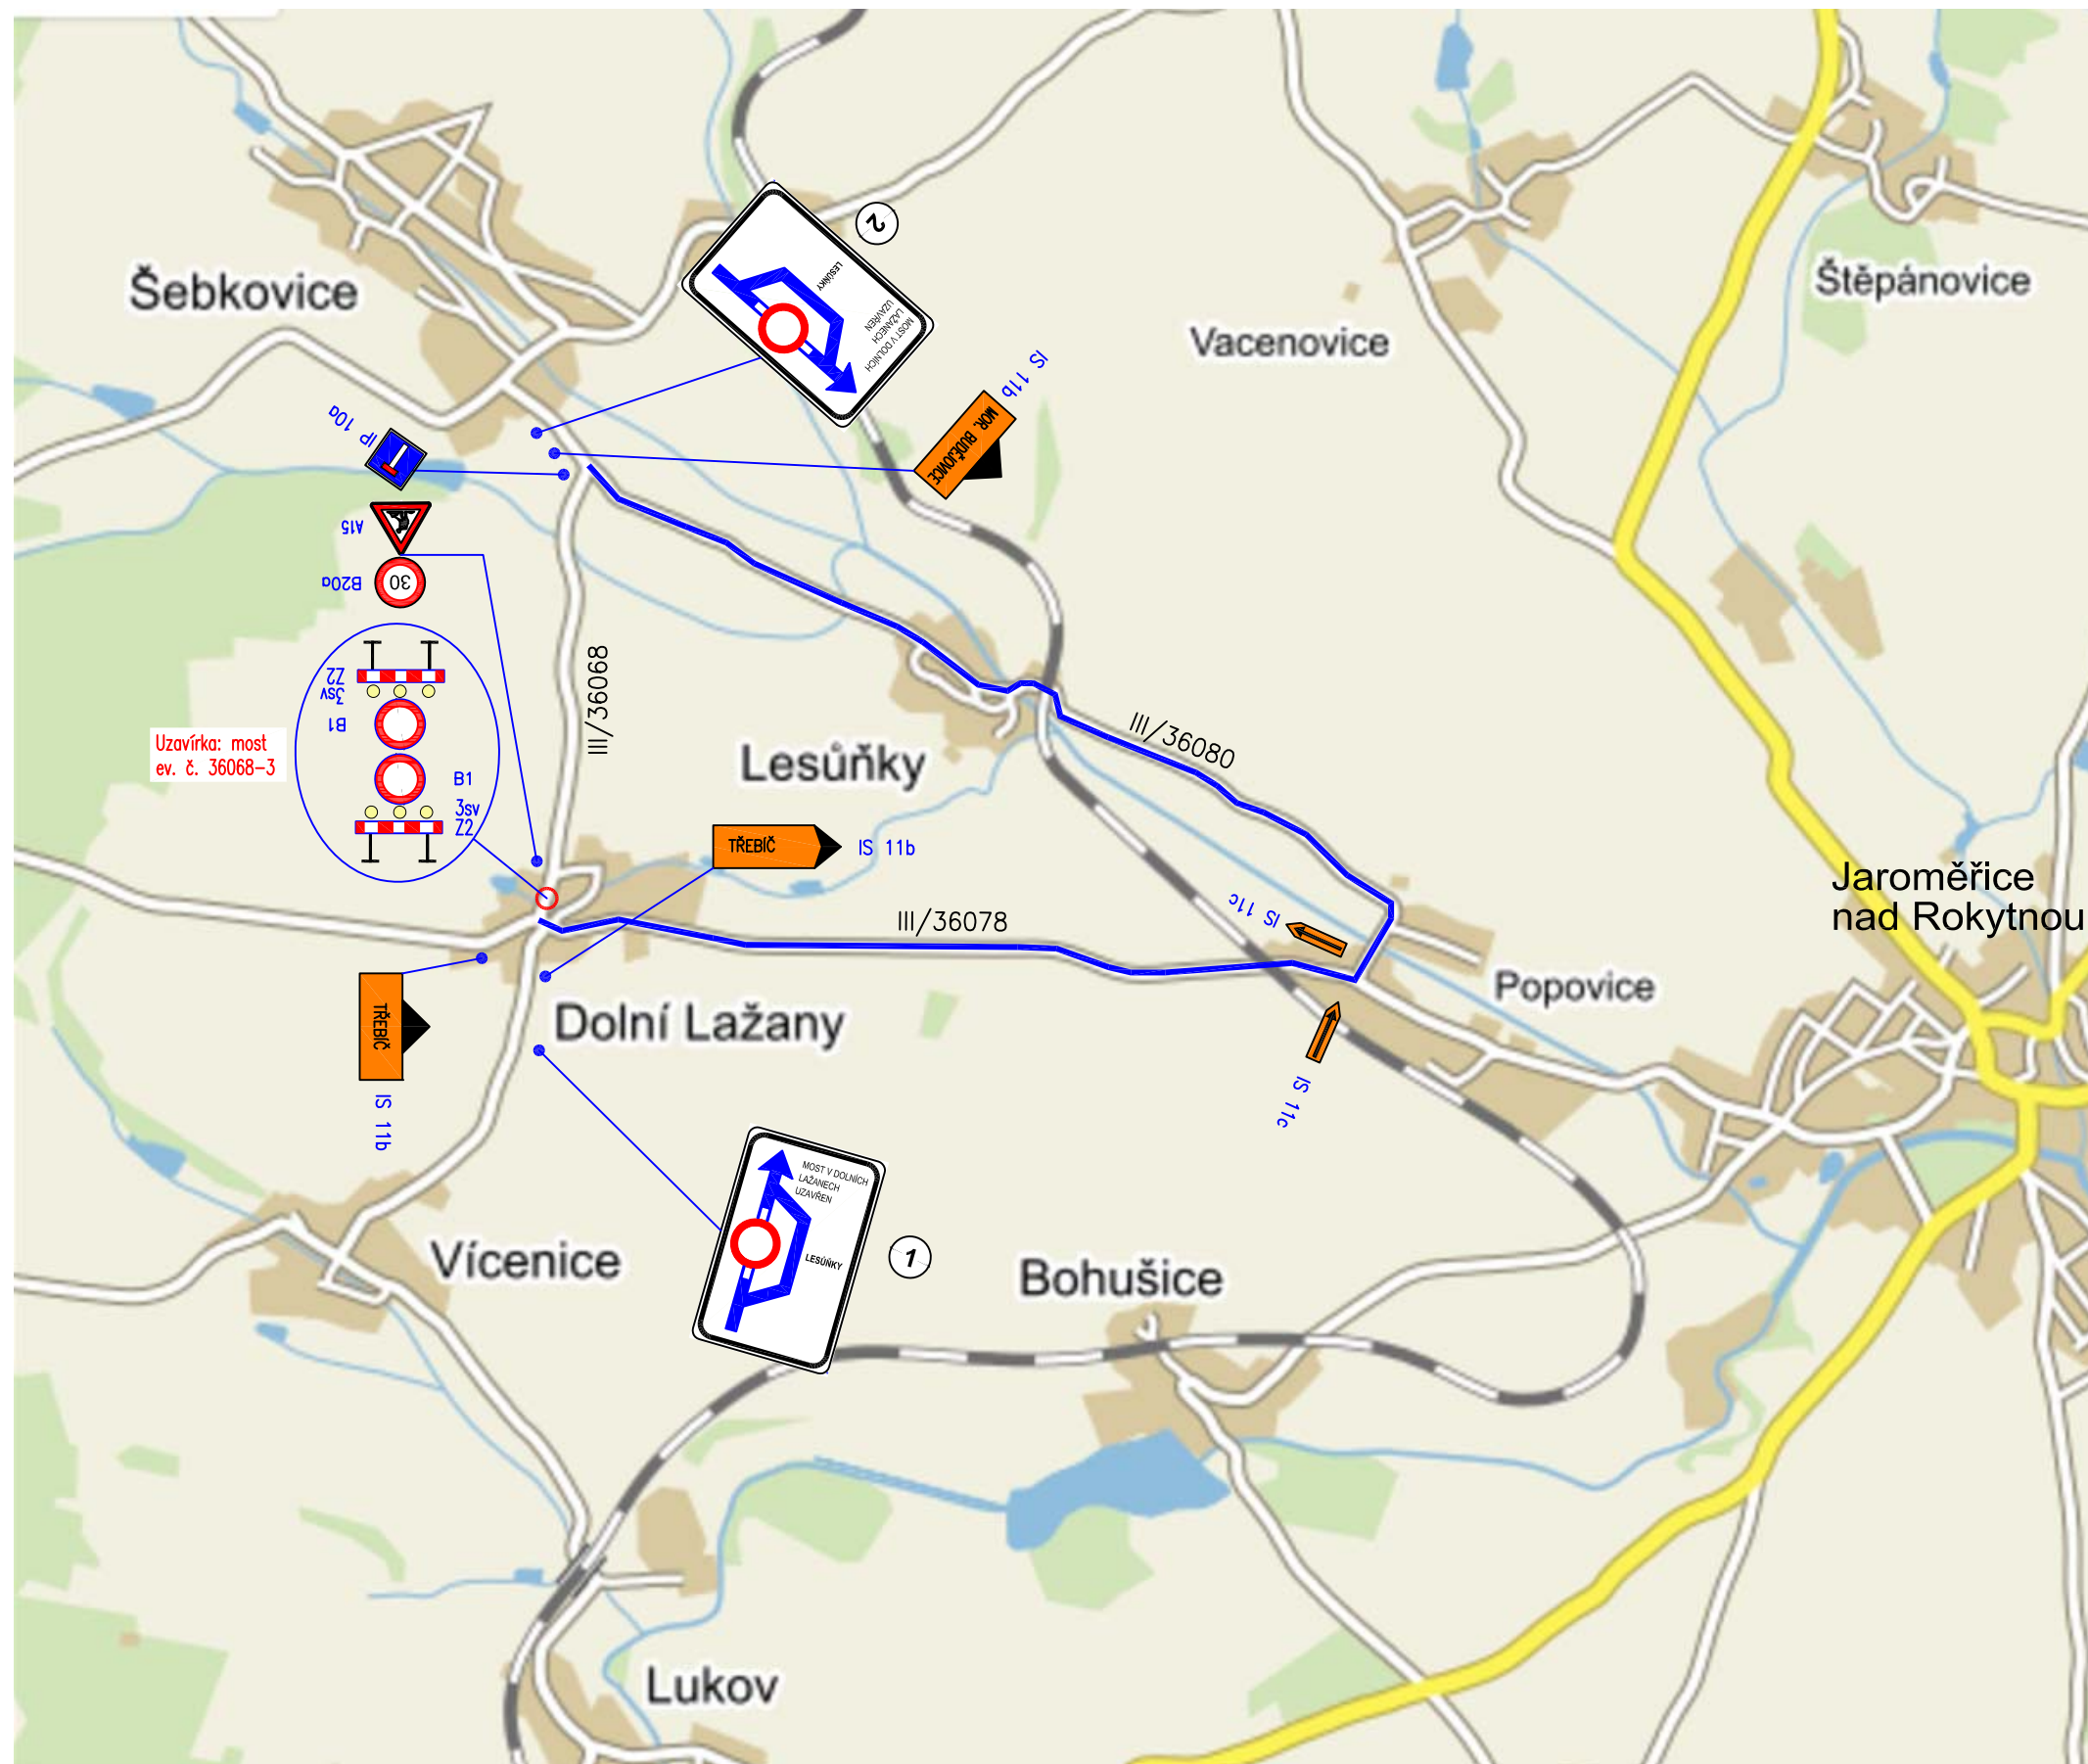 2
Šebkovice
Štěpánovice
LESŮŇKY
MOST V DOLNÍCH
LAŽANECH
UZAVŘEN
Vacenovice
IS 11b
MOR. BUDĚJOVICE
IP 10a
A15
B20a
30
III/36068
Z2
3sv
B1
Uzavírka: most
ev. č. 36068-3
B1
3sv
Z2
III/36080
Lesůňky
TŘEBÍČ
IS 11b
Jaroměřice
nad Rokytnou
IS 11c
III/36078
Popovice
TŘEBÍČ
IS 11b
Dolní Lažany
IS 11c
MOST V DOLNÍCH
LAŽANECH
UZAVŘEN
LESŮŇKY
1
Vícenice
Bohušice
Lukov